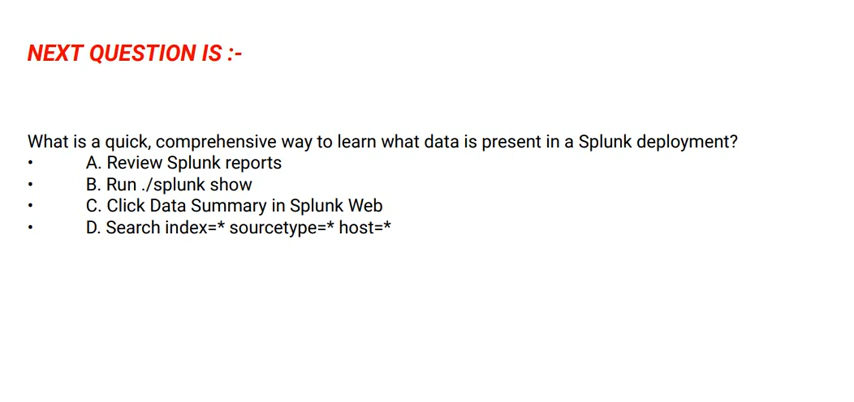 NEXT QUESTION IS :-
What is a quick, comprehensive way to learn what data is present in a Splunk deployment?
• A. Review Splunk reports
• B. Run ./splunk show
• C. Click Data Summary in Splunk Web
• D. Search index=* sourcetype=* host=*